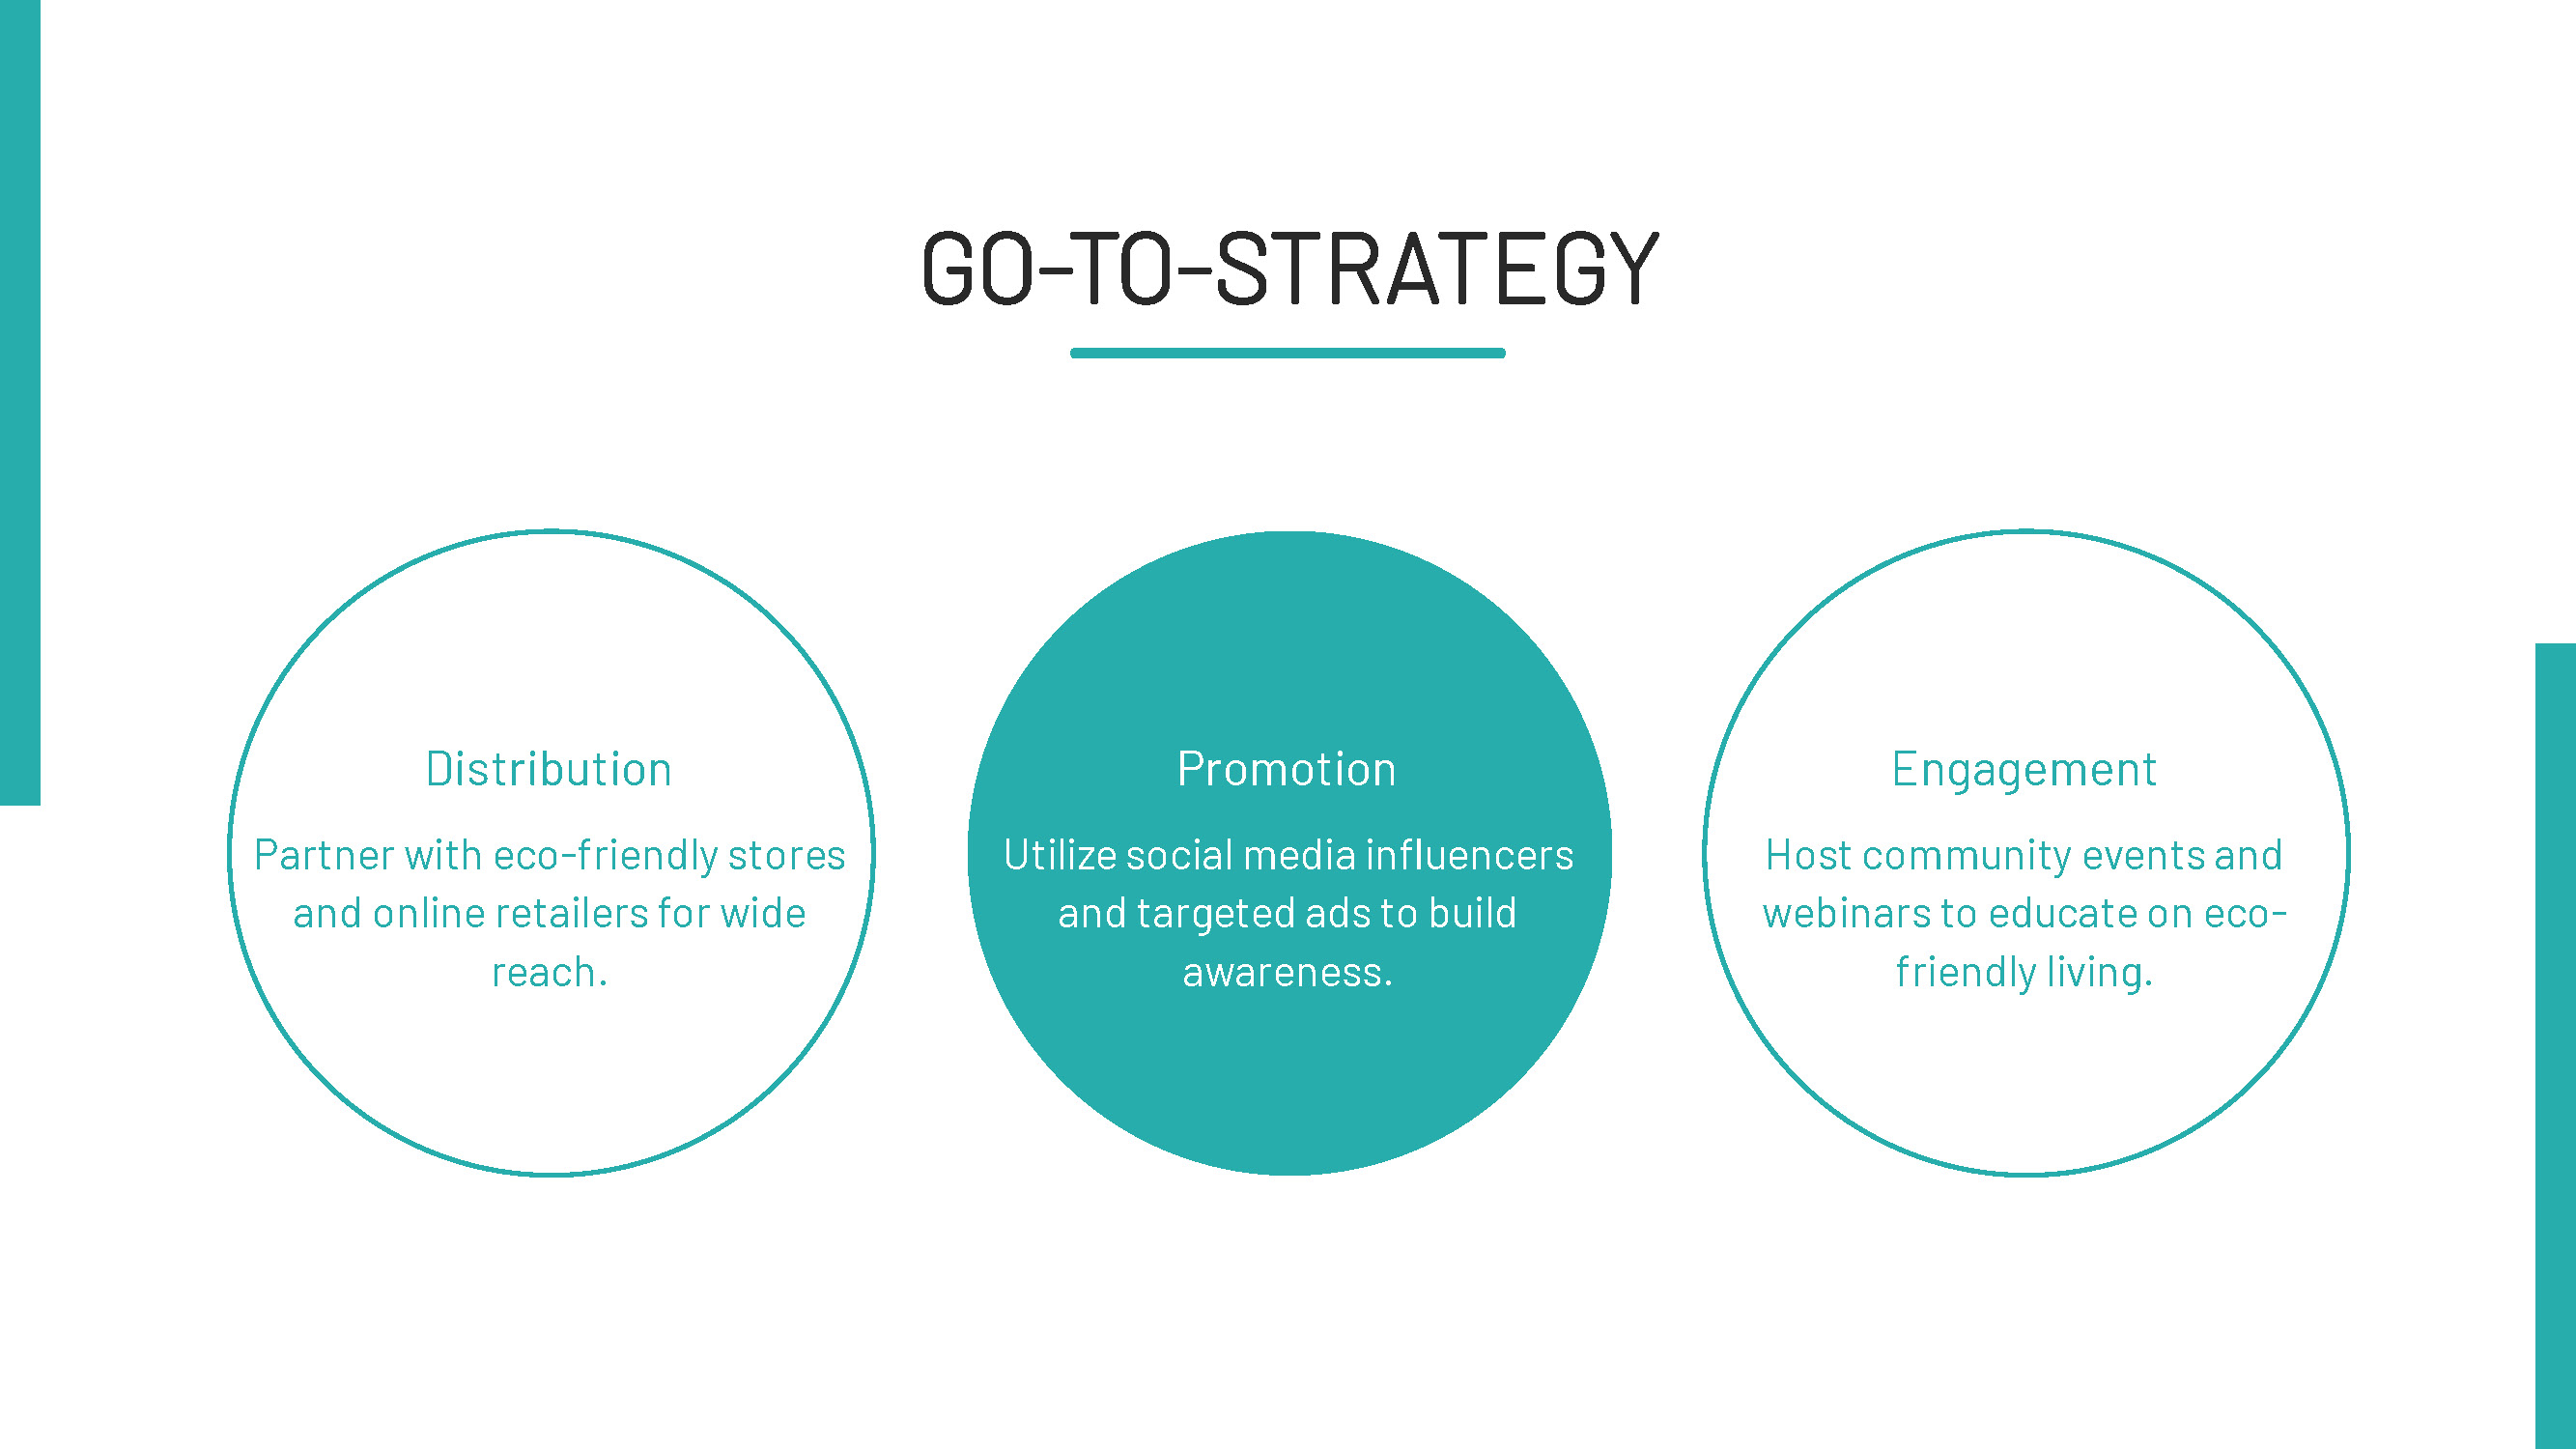 GO-TO-STRATEGY
Distribution
Partner with eco-friendly stores
and online retailers for wide
reach.
Promotion
Utilize social media influencers
and targeted ads to build
awareness.
Engagement
Host community events and
webinars to educate on eco-
friendly living.